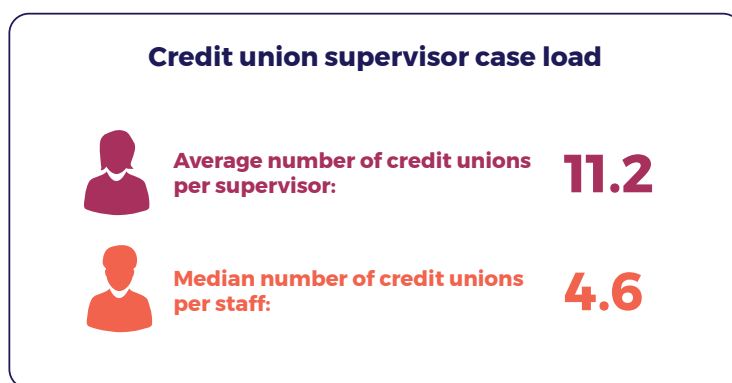 Credit union supervisor case load
Average number of credit unions
per supervisor:
11.2
Median number of credit unions
per staff:
4.6